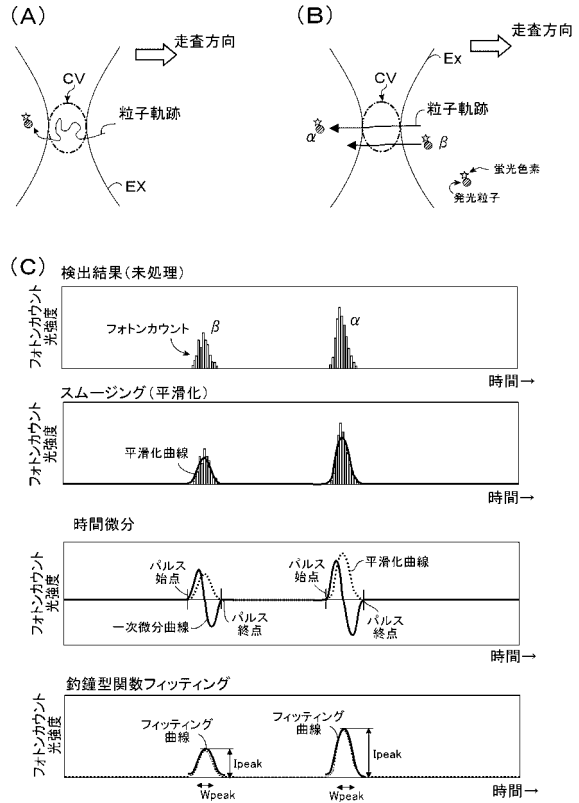 (A)
走査方向
CV
粒子軌跡
EX
(B)
走査方向
Ex
CV
粒子軌跡
α
β
蛍光色素
発光粒子
(C)
検出結果(未処理)
フォトンカウント
光強度
フォトンカウント
β
α
時間→
スムージング(平滑化)
フォトンカウント
光強度
平滑化曲線
時間→
時間微分
フォトンカウント
光強度
パルス
始点
パルス
始点
平滑化曲線
一次微分曲線
パルス
終点
パルス
終点
時間→
釣鐘型関数フィッティング
フォトンカウント
光強度
フィッティング
曲線
Ipeak
フィッティング
曲線
Ipeak
Wpeak
Wpeak
時間→